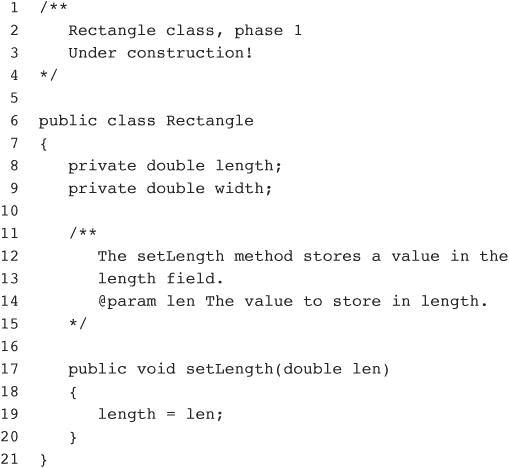 1 /**
2    Rectangle class, phase 1
3    Under construction!
4 */
5
6 public class Rectangle
7 {
8    private double length;
9    private double width;
10
11    /**
12       The setLength method stores a value in the
13       length field.
14       @param len The value to store in length.
15    */
16
17    public void setLength(double len)
18    {
19       length = len;
20    }
21 }